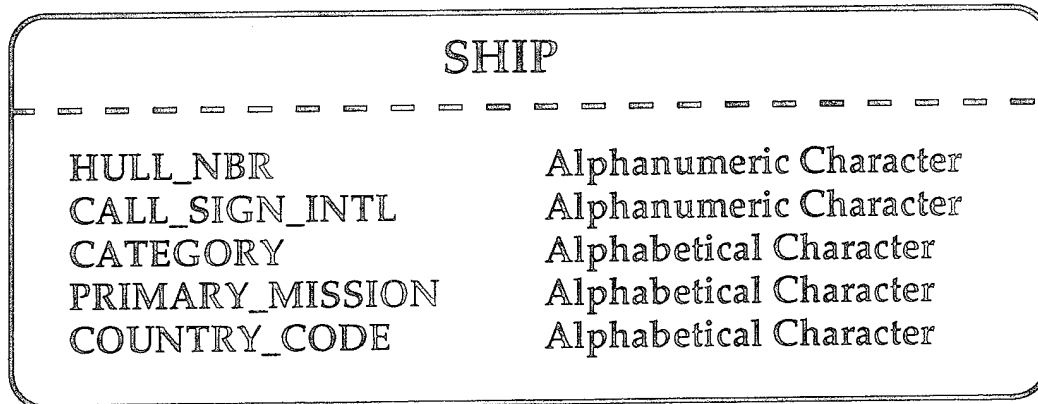 SHIP
HULL_NBR Alphanumeric Character
CALL_SIGN_INTL Alphanumeric Character
CATEGORY Alphabetical Character
PRIMARY_MISSION Alphabetical Character
COUNTRY_CODE Alphabetical Character